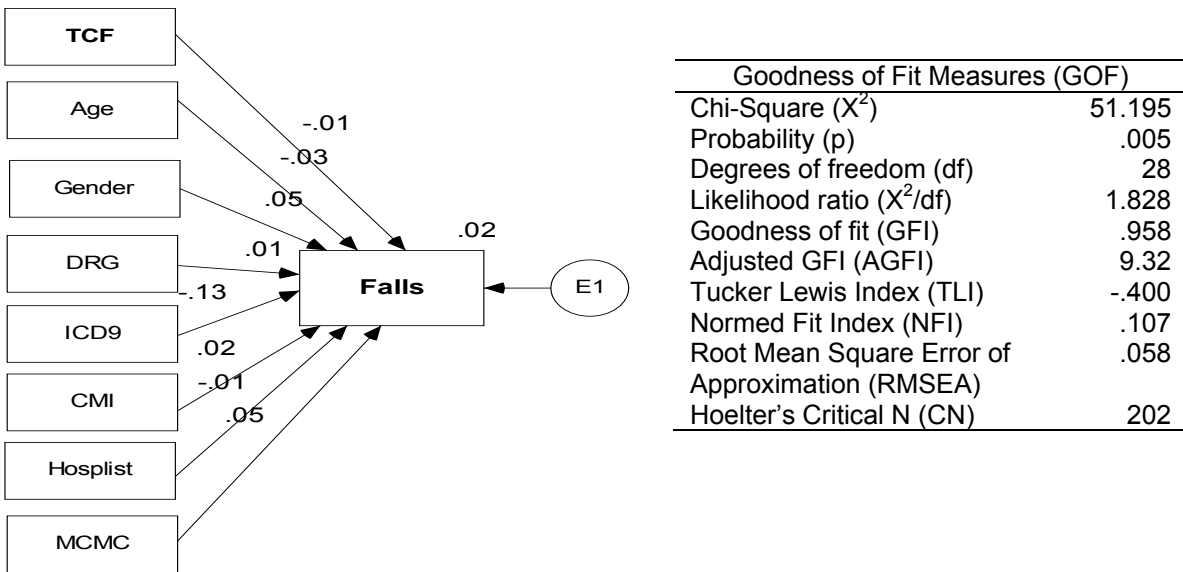 TCF
Age
Gender
DRG
ICD9
CMI
Hosplist
MCMC
-.01
-.03
.05
.01
-.13
.02
-.01
.05
.02
Falls
E1
Goodness of Fit Measures (GOF)
Chi-Square (X²) 51.195
Probability (p) .005
Degrees of freedom (df) 28
Likelihood ratio (X²/df) 1.828
Goodness of fit (GFI) .958
Adjusted GFI (AGFI) 9.32
Tucker Lewis Index (TLI) -.400
Normed Fit Index (NFI) .107
Root Mean Square Error of .058
Approximation (RMSEA)
Hoelter’s Critical N (CN) 202